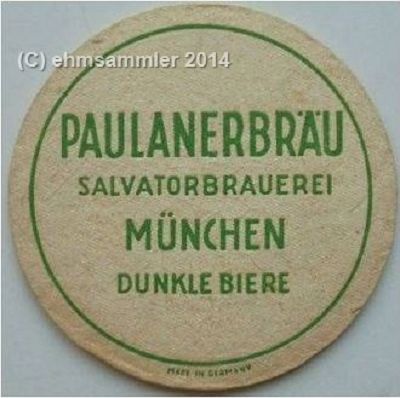 (C) ehmsammler 2014
PAULANERBRÄU
SALVATORBRAUEREI
MÜNCHEN
DUNKLE BIERE
MADE IN GERMANY